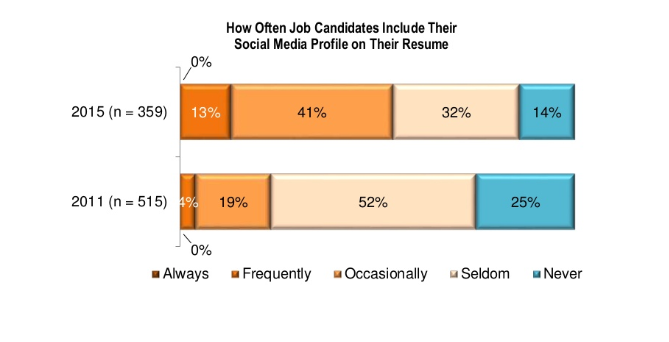 How Often Job Candidates Include Their
Social Media Profile on Their Resume
0%
2015 (n = 359) 13% 41% 32% 14%
2011 (n = 515) 4% 19% 52% 25%
0%
Always Frequently Occasionally Seldom Never